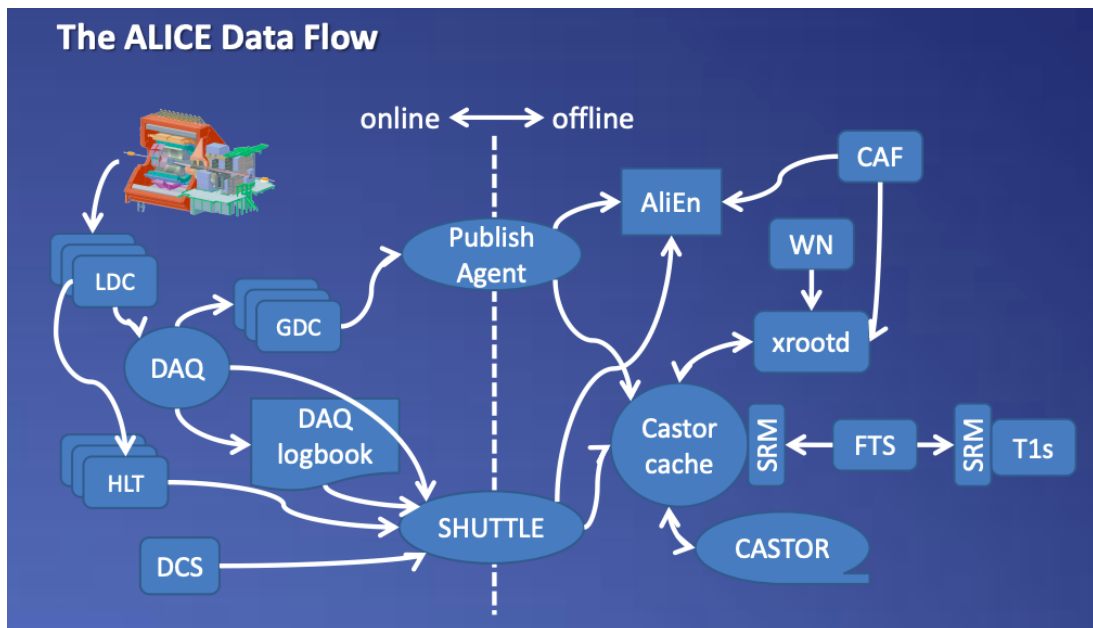 The ALICE Data Flow
online
offline
CAF
AliEn
WN
Publish
Agent
LDC
GDC
DAQ
xrootd
DAQ
logbook
Castor
cache
SRM
FTS
SRM
T1s
HLT
SHUTTLE
CASTOR
DCS